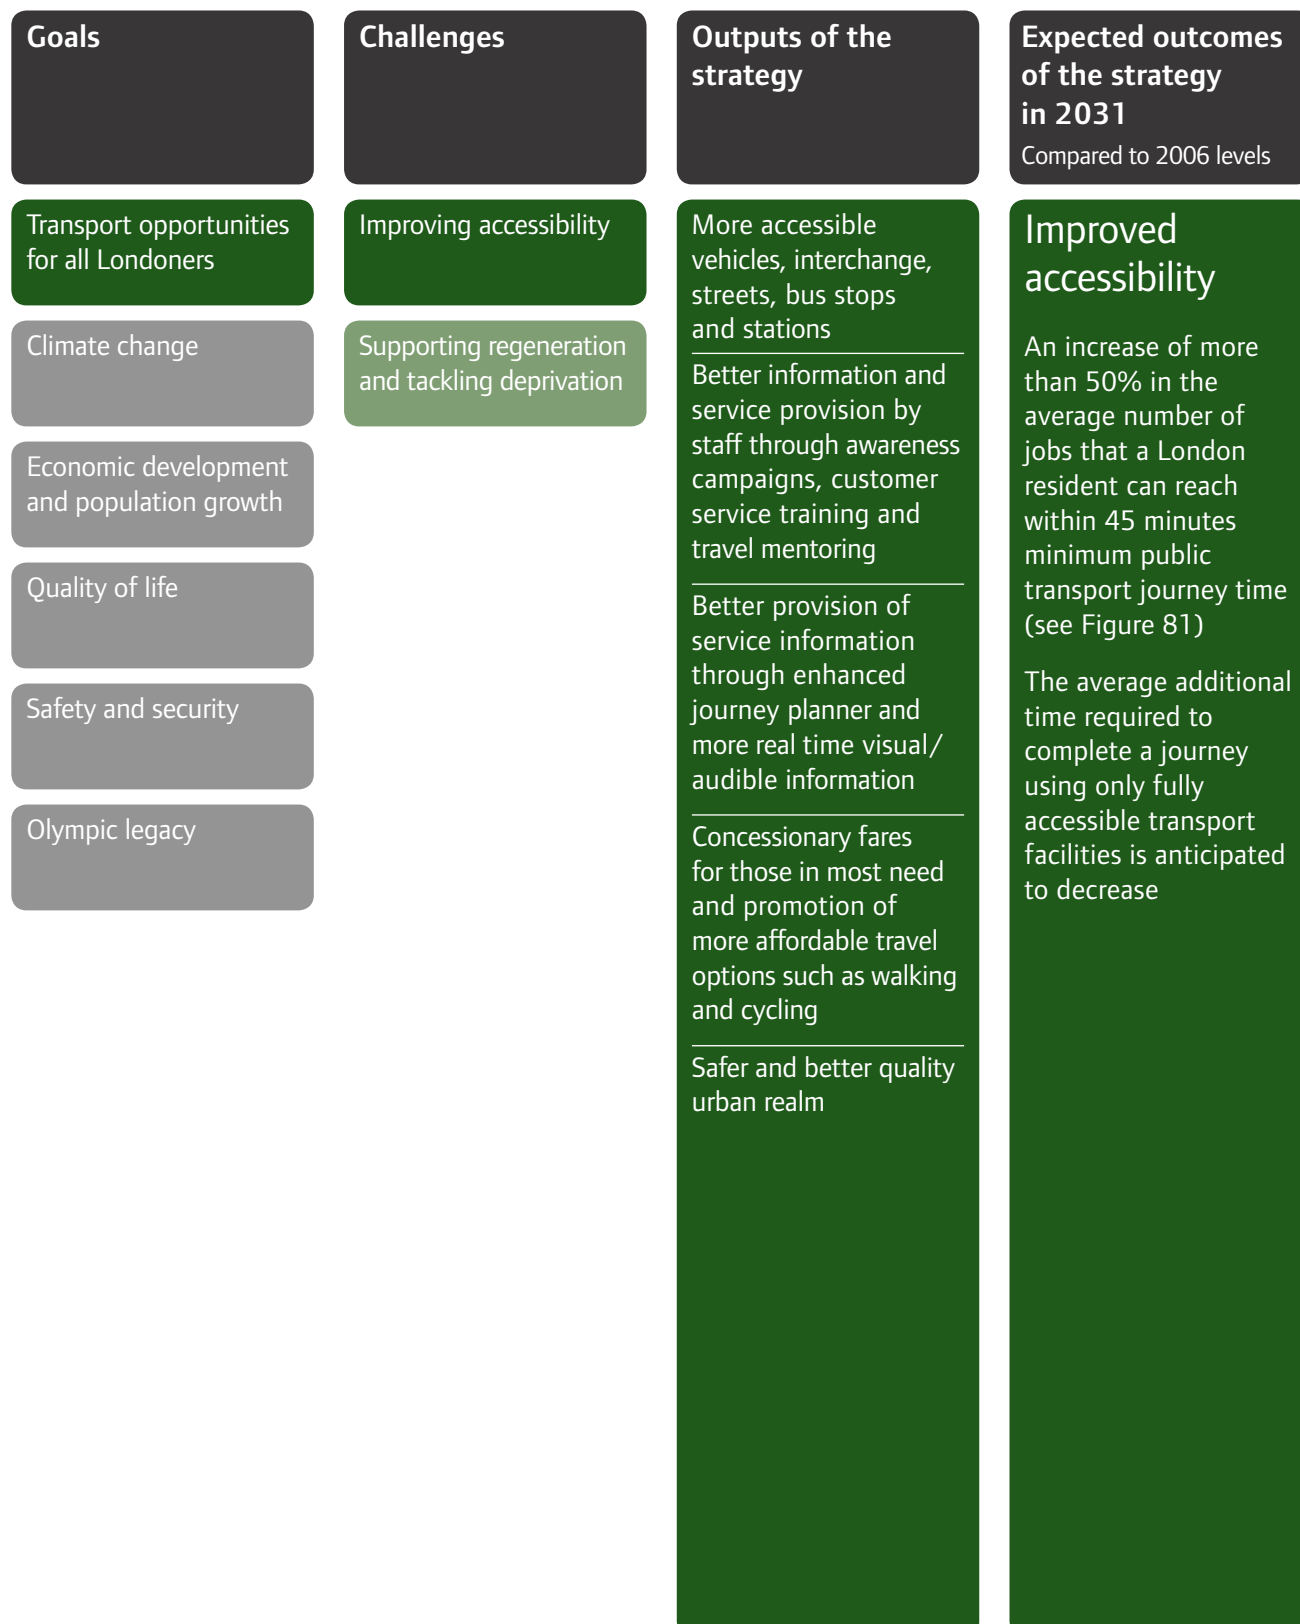 Goals
Challenges
Outputs of the
strategy
Expected outcomes
of the strategy
in 2031
Compared to 2006 levels
Transport opportunities
for all Londoners
Climate change
Economic development
and population growth
Quality of life
Safety and security
Olympic legacy
Improving accessibility
Supporting regeneration
and tackling deprivation
More accessible
vehicles, interchange,
streets, bus stops
and stations
Better information and
service provision by
staff through awareness
campaigns, customer
service training and
travel mentoring
Better provision of
service information
through enhanced
journey planner and
more real time visual/
audible information
Concessionary fares
for those in most need
and promotion of
more affordable travel
options such as walking
and cycling
Safer and better quality
urban realm
Improved
accessibility
An increase of more
than 50% in the
average number of
jobs that a London
resident can reach
within 45 minutes
minimum public
transport journey time
(see Figure 81)
The average additional
time required to
complete a journey
using only fully
accessible transport
facilities is anticipated
to decrease